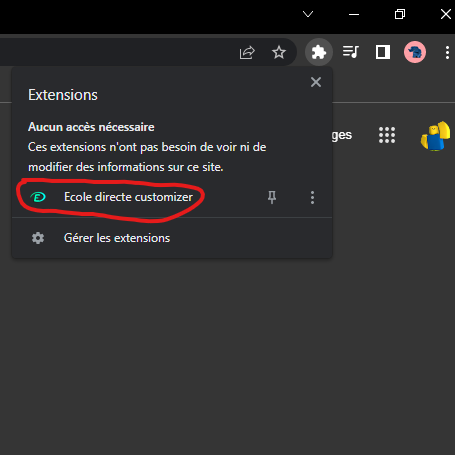 Extensions
Aucun accès nécessaire
Ces extensions n'ont pas besoin de voir ni de
modifier des informations sur ce site.
Ecole directe customizer
Gérer les extensions